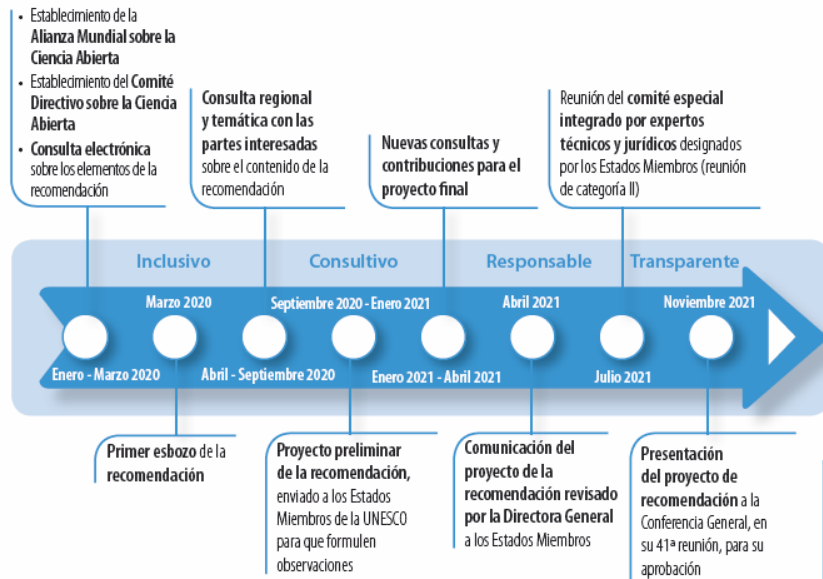 • Establecimiento de la
Alianza Mundial sobre la
Ciencia Abierta
• Establecimiento del Comité
Directivo sobre la Ciencia
Abierta
• Consulta electrónica
sobre los elementos de la
recomendación
Consulta regional
y temática con las
partes interesadas
sobre el contenido de la
recomendación
Nuevas consultas y
contribuciones para el
proyecto final
Reunión del comité especial
integrado por expertos
técnicos y jurídicos designados
por los Estados Miembros (reunión
de categoría II)
Inclusivo
Consultivo
Responsable
Transparente
Marzo 2020
Septiembre 2020 - Enero 2021
Abril 2021
Noviembre 2021
Enero - Marzo 2020
Abril - Septiembre 2020
Enero 2021 - Abril 2021
Julio 2021
Primer esbozo de la
recomendación
Proyecto preliminar
de la recomendación,
enviado a los Estados
Miembros de la UNESCO
para que formulen
observaciones
Comunicación del
proyecto de la
recomendación revisado
por la Directora General
a los Estados Miembros
Presentación
del proyecto de
recomendación a la
Conferencia General, en
su 41ª reunión, para su
aprobación